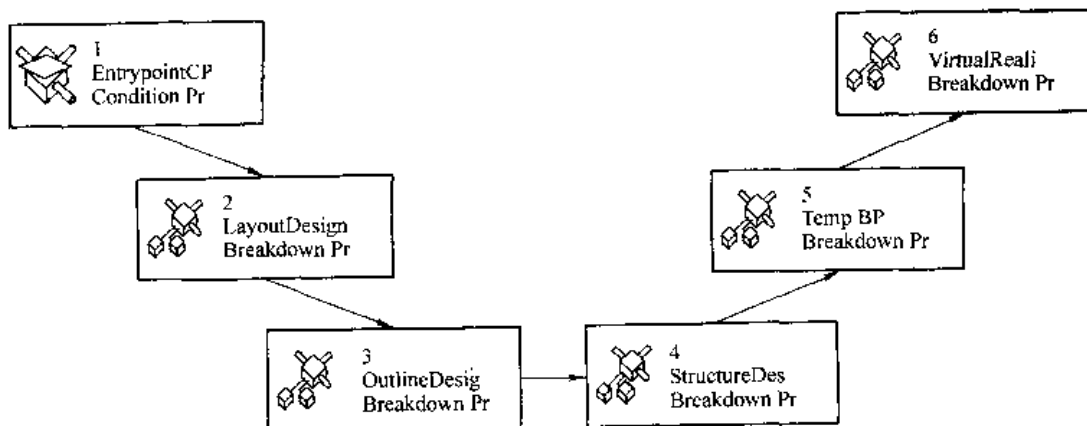 1
EntrypointCP
Condition Pr
2
LayoutDesign
Breakdown Pr
3
OutlineDesig
Breakdown Pr
4
StructureDes
Breakdown Pr
5
Temp BP
Breakdown Pr
6
VirtualReali
Breakdown Pr